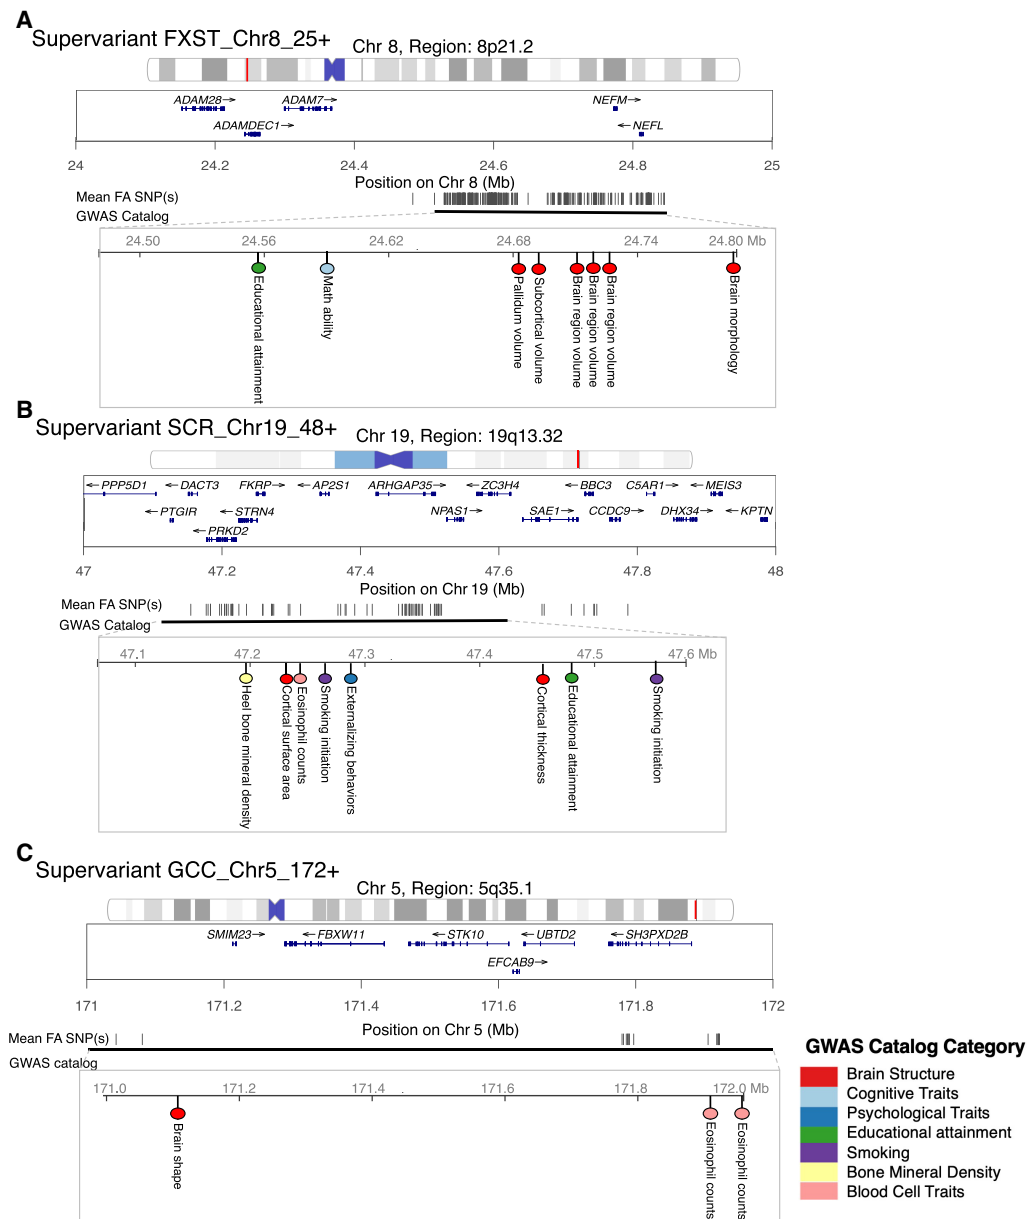 A
Supervariant FXST_Chr8_25+
Chr 8, Region: 8p21.2
ADAM28→ ADAM7→ NEFM→
ADAMDEC1→ ←NEFL
24 24.2 24.4 24.6 24.8 25
Position on Chr 8 (Mb)
Mean FA SNP(s)
GWAS Catalog
24.50 24.56 24.62 24.68 24.74 24.80 Mb
Educational attainment
Math ability
Pallidum volume
Subcortical volume
Brain region volume
Brain region volume
Brain region volume
Brain morphology
B
Supervariant SCR_Chr19_48+
Chr 19, Region: 19q13.32
←PPP5D1 ←DACT3 FKRP→ ←AP2S1 ARHGAP35→ ←ZC3H4 ←BBC3 C5AR1→ ←MEIS3
←PTGIR ←STRN4 NPAS1→ SAE1→ CCDC9→ DHX34→ ←KPTN
←PRKD2
47 47.2 47.4 47.6 47.8 48
Position on Chr 19 (Mb)
Mean FA SNP(s)
GWAS Catalog
47.1 47.2 47.3 47.4 47.5 47.6 Mb
Heel bone mineral density
Cortical surface area
Eosinophil counts
Smoking initiation
Externalizing behaviors
Cortical thickness
Educational attainment
Smoking initiation
C
Supervariant GCC_Chr5_172+
Chr 5, Region: 5q35.1
SMIM23→ ←FBXW11 ←STK10 ←UBTD2 ←SH3PXD2B
EFCAB9→
171 171.2 171.4 171.6 171.8 172
Position on Chr 5 (Mb)
Mean FA SNP(s)
GWAS catalog
171.0 171.2 171.4 171.6 171.8 172.0 Mb
Brain shape
Eosinophil counts
Eosinophil counts
GWAS Catalog Category
Brain Structure
Cognitive Traits
Psychological Traits
Educational attainment
Smoking
Bone Mineral Density
Blood Cell Traits